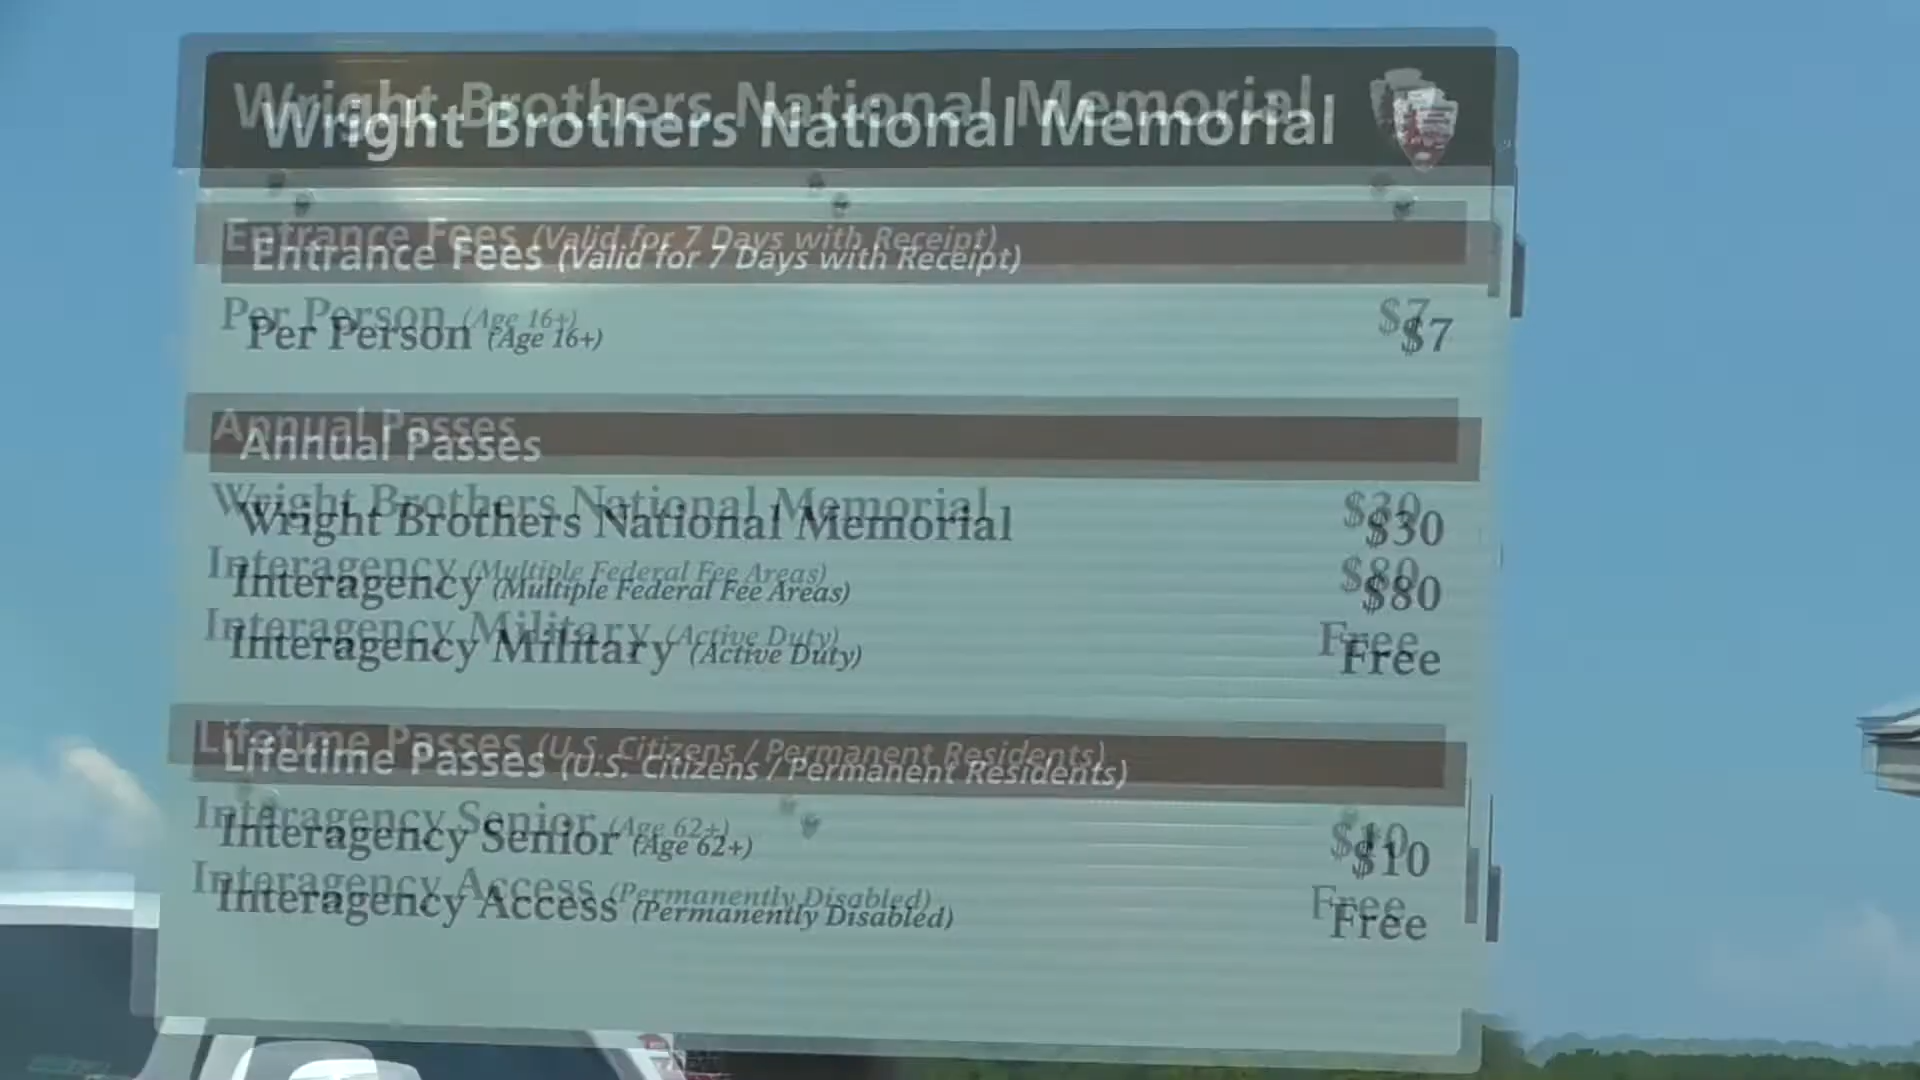 Wright Brothers National Memorial
Entrance Fees (Valid for 7 Days with Receipt)
Per Person (Age 16+) $7
Annual Passes
Wright Brothers National Memorial $30
Interagency (Multiple Federal Fee Areas) $80
Interagency Military (Active Duty) Free
Lifetime Passes (U.S. Citizens / Permanent Residents)
Interagency Senior (Age 62+) $10
Interagency Access (Permanently Disabled) Free